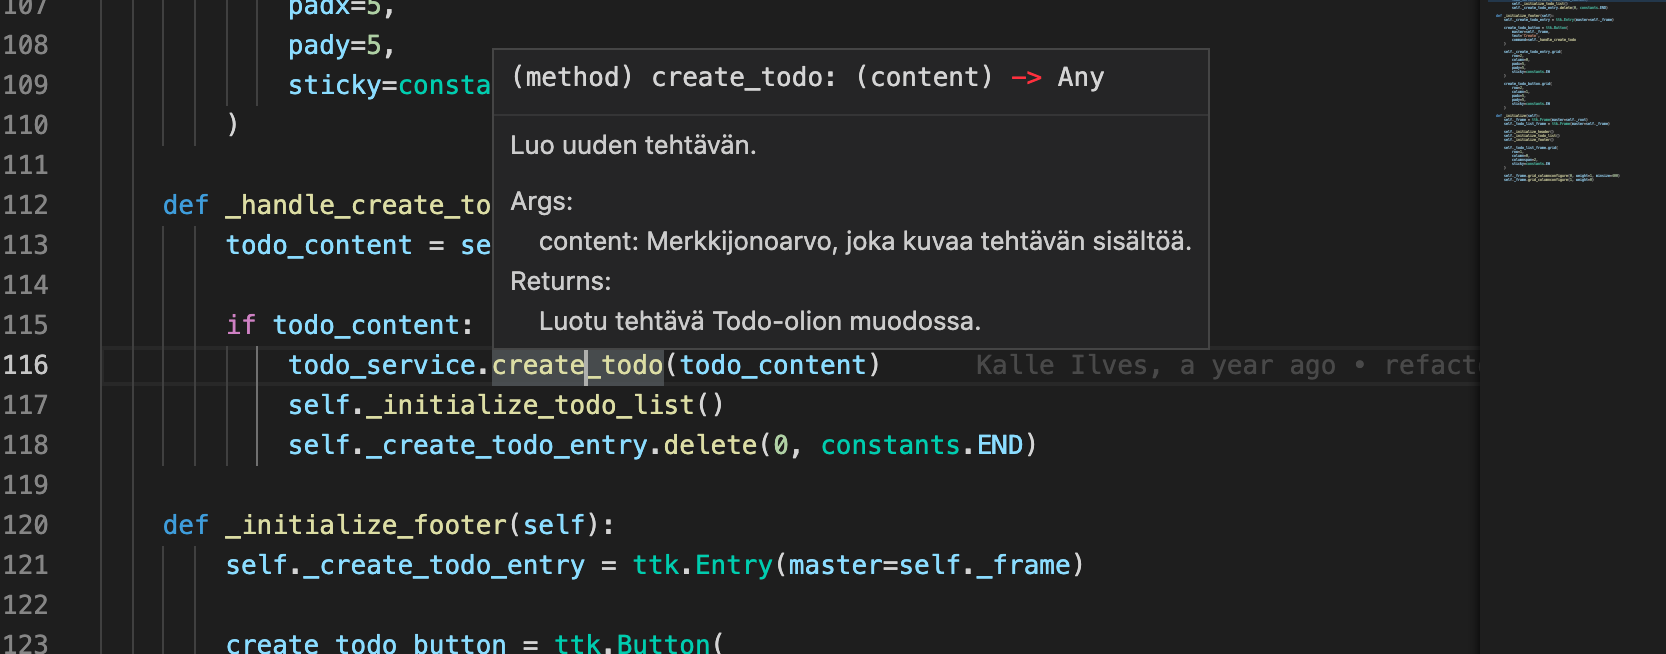 107 padx=5,
108 pady=5,
109 sticky=consta
110 )
111
112 def _handle_create_to
113 todo_content = se
114
115 if todo_content:
116 todo_service.create_todo(todo_content) Kalle Ilves, a year ago • refact
117 self._initialize_todo_list()
118 self._create_todo_entry.delete(0, constants.END)
119
120 def _initialize_footer(self):
121 self._create_todo_entry = ttk.Entry(master=self._frame)
122
123 create_todo_button = ttk.Button(
(method) create_todo: (content) -> Any
Luo uuden tehtävän.
Args:
content: Merkkijonoarvo, joka kuvaa tehtävän sisältöä.
Returns:
Luotu tehtävä Todo-olion muodossa.